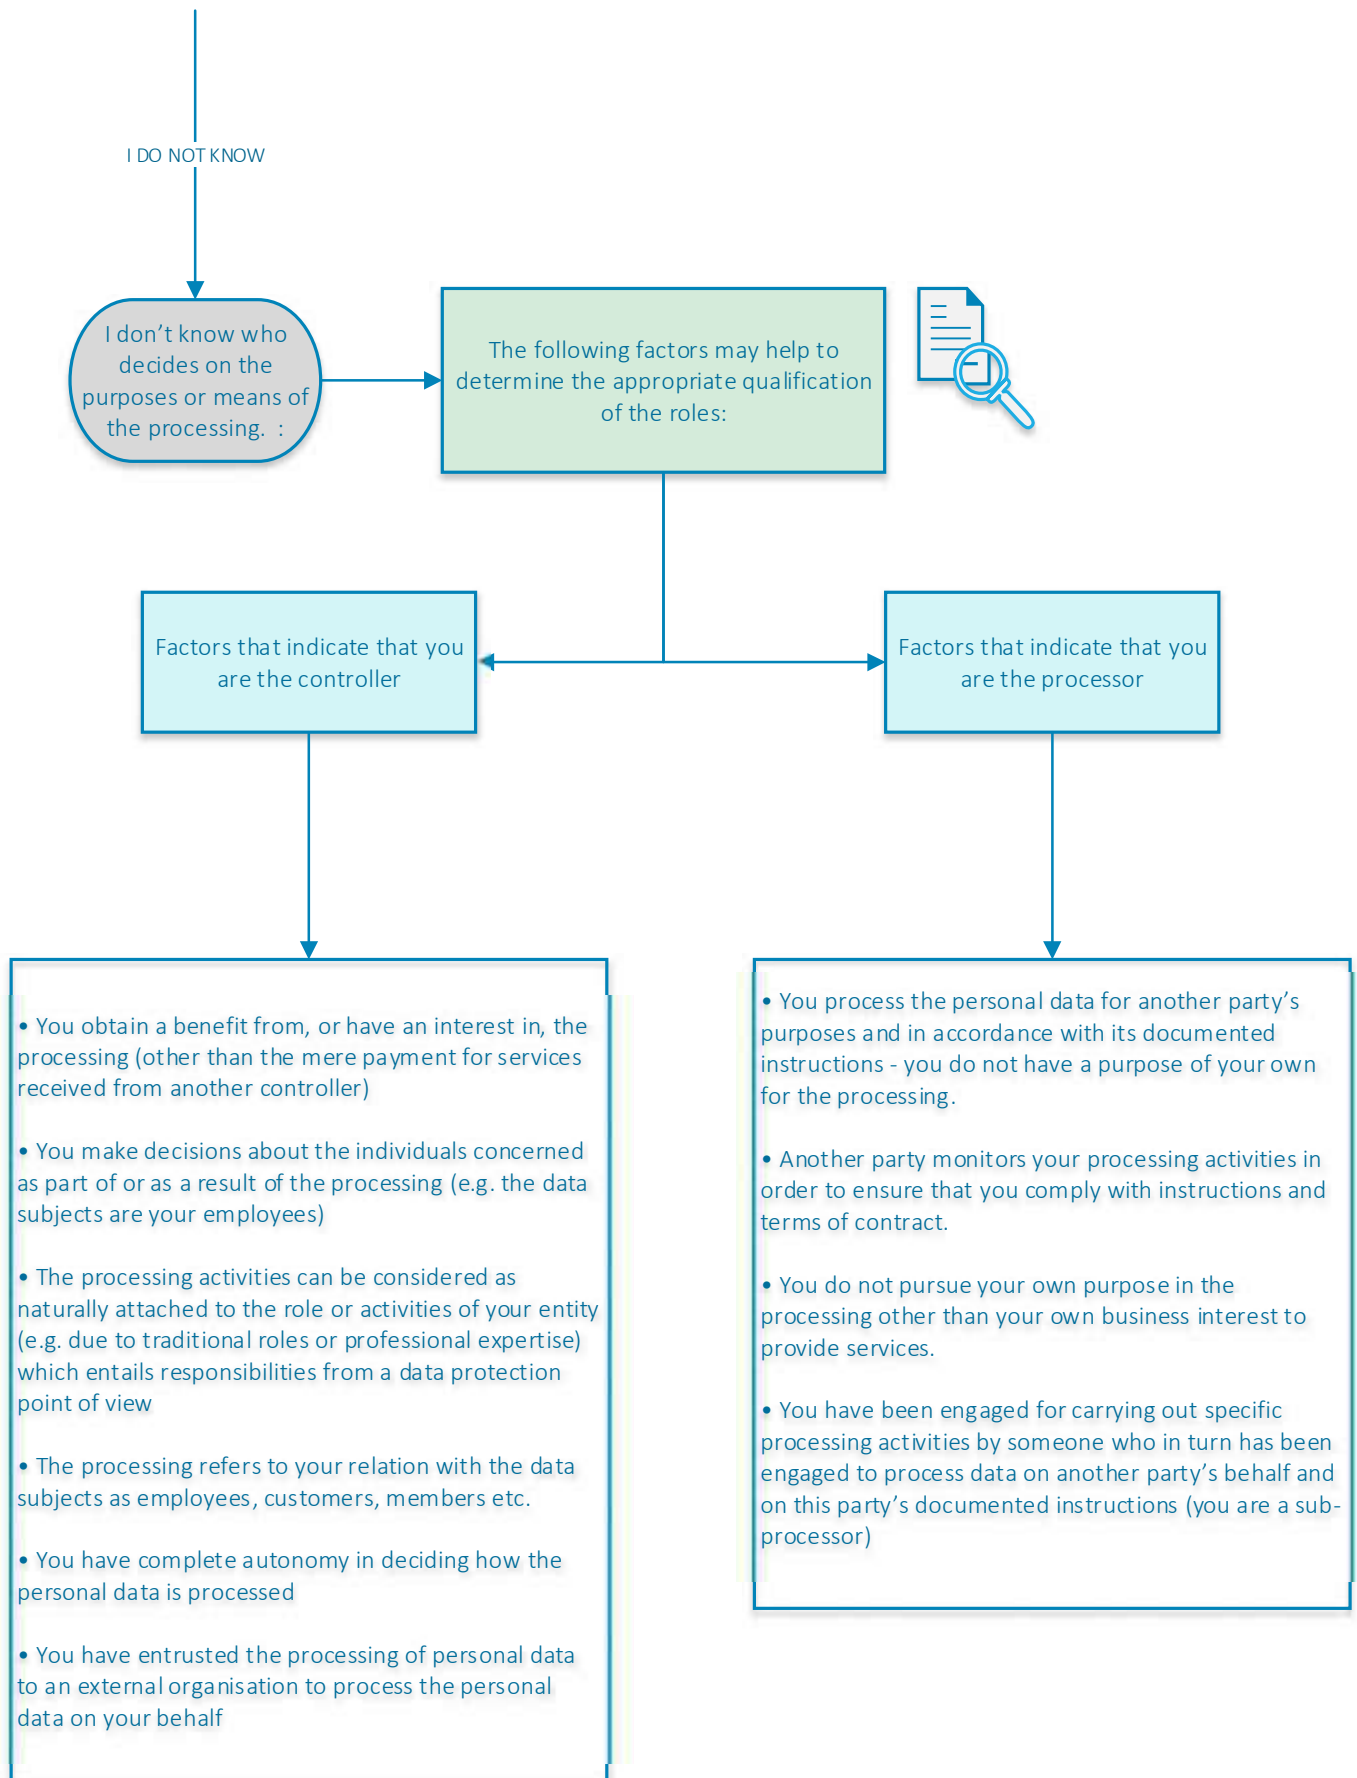 I DO NOT KNOW
I don’t know who
decides on the
purposes or means of
the processing.  :
The following factors may help to
determine the appropriate qualification
of the roles:
Factors that indicate that you
are the controller
Factors that indicate that you
are the processor
• You obtain a benefit from, or have an interest in, the
processing (other than the mere payment for services
received from another controller)
• You make decisions about the individuals concerned
as part of or as a result of the processing (e.g. the data
subjects are your employees)
• The processing activities can be considered as
naturally attached to the role or activities of your entity
(e.g. due to traditional roles or professional expertise)
which entails responsibilities from a data protection
point of view
• The processing refers to your relation with the data
subjects as employees, customers, members etc.
• You have complete autonomy in deciding how the
personal data is processed
• You have entrusted the processing of personal data
to an external organisation to process the personal
data on your behalf
• You process the personal data for another party’s
purposes and in accordance with its documented
instructions - you do not have a purpose of your own
for the processing.
• Another party monitors your processing activities in
order to ensure that you comply with instructions and
terms of contract.
• You do not pursue your own purpose in the
processing other than your own business interest to
provide services.
• You have been engaged for carrying out specific
processing activities by someone who in turn has been
engaged to process data on another party’s behalf and
on this party’s documented instructions (you are a sub-
processor)